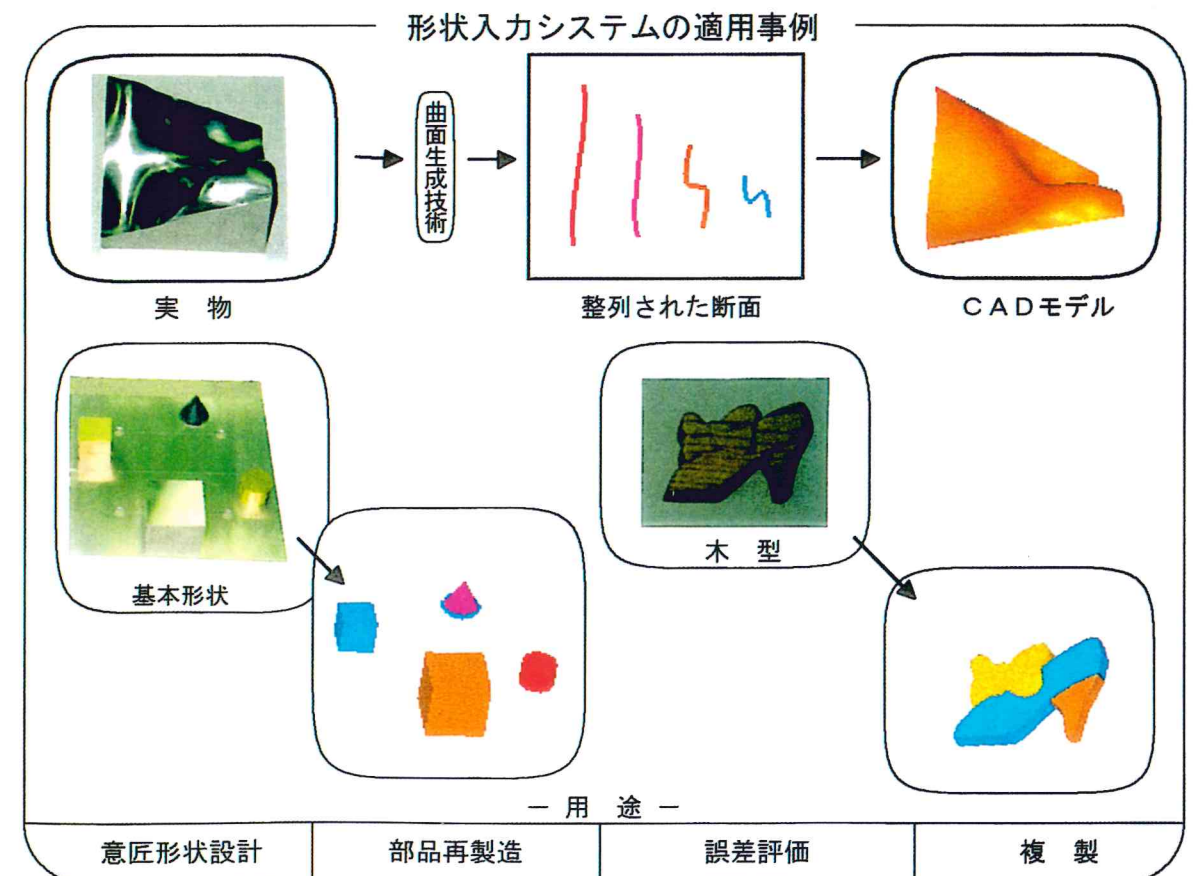 形状入力システムの適用事例
曲面生成技術
実 物
整列された断面
CADモデル
基本形状
木 型
− 用 途 −
意匠形状設計
部品再製造
誤差評価
複 製